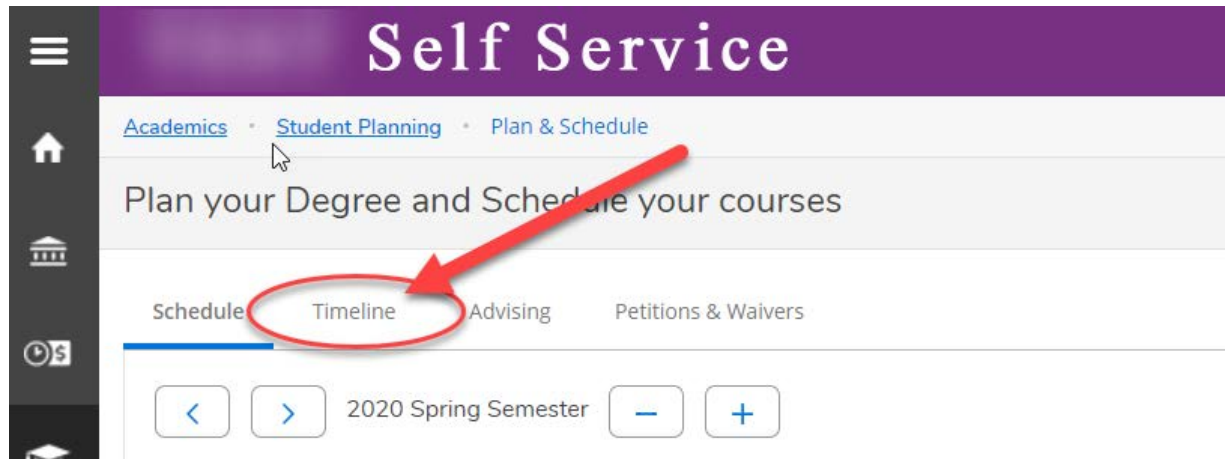 Self Service
Academics · Student Planning · Plan & Schedule
Plan your Degree and Schedule your courses
Schedule Timeline Advising Petitions & Waivers
$
< > 2020 Spring Semester − +